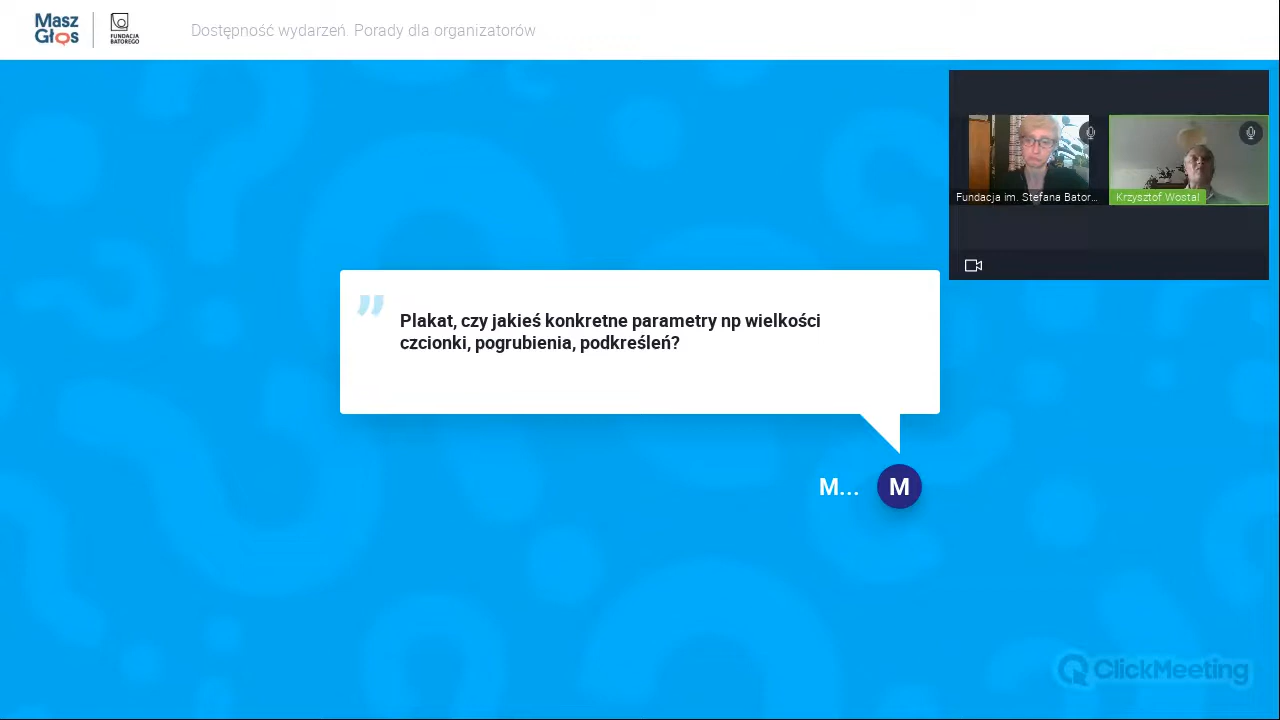 Masz
Głos
FUNDACJA
BATOREGO
Dostępność wydarzeń. Porady dla organizatorów
Fundacja im. Stefana Bator...
Krzysztof Wostal
Plakat, czy jakieś konkretne parametry np wielkości
czcionki, pogrubienia, podkreśleń?
M...
M
ClickMeeting